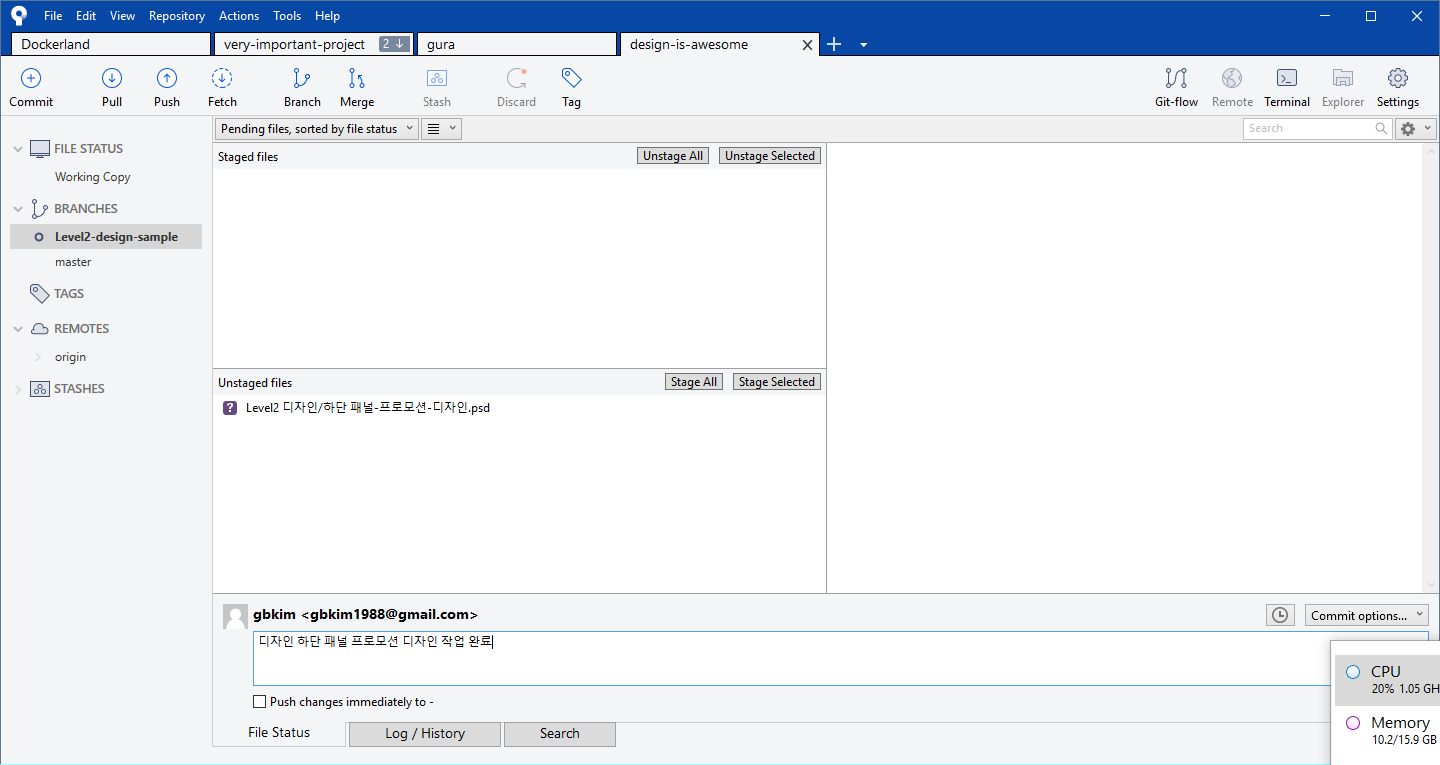 File Edit View Repository Actions Tools Help
Dockerland very-important-project 2 gura design-is-awesome
Commit Pull Push Fetch Branch Merge Stash Discard Tag Git-flow Remote Terminal Explorer Settings
Pending files, sorted by file status Search
FILE STATUS
Working Copy
BRANCHES
Level2-design-sample
master
TAGS
REMOTES
origin
STASHES
Staged files Unstage All Unstage Selected
Unstaged files Stage All Stage Selected
? Level2 디자인/하단 패널-프로모션-디자인.psd
gbkim <gbkim1988@gmail.com> Commit options...
디자인 하단 패널 프로모션 디자인 작업 완료
Push changes immediately to -
File Status Log / History Search
CPU
20% 1.05 GH
Memory
10.2/15.9 GB